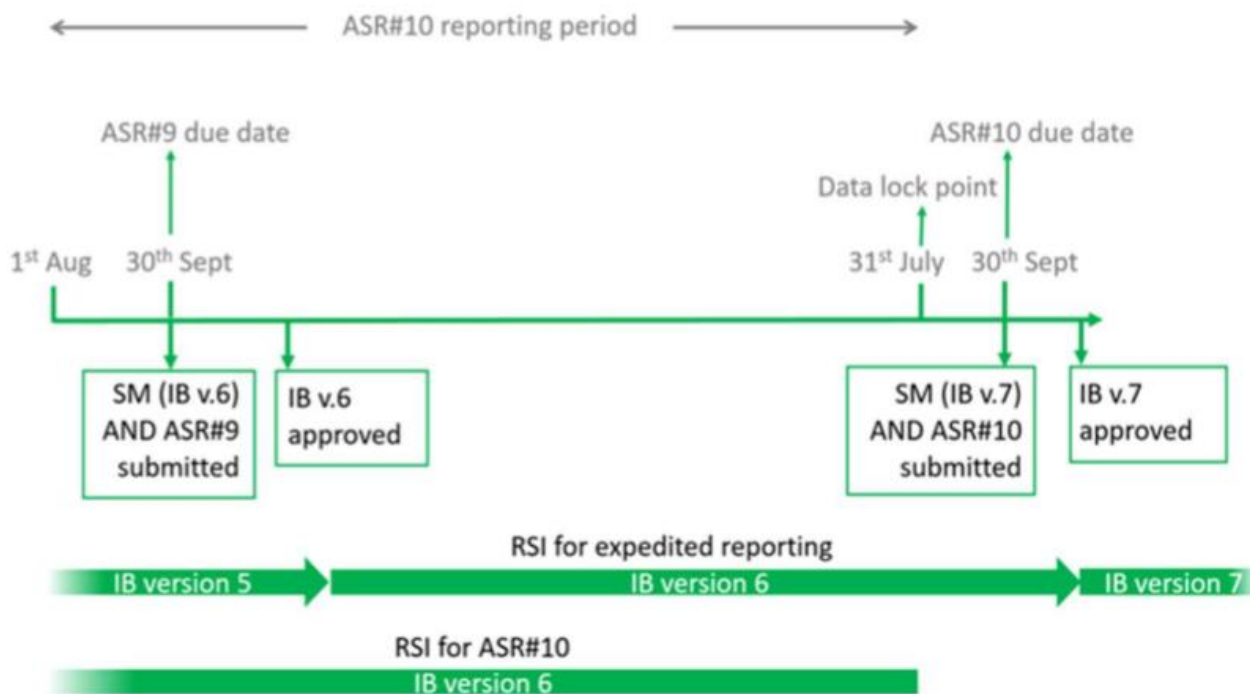 ASR#10 reporting period
ASR#9 due date
ASR#10 due date
Data lock point
1st Aug
30th Sept
31st July
30th Sept
SM (IB v.6)
AND ASR#9
submitted
IB v.6
approved
SM (IB v.7)
AND ASR#10
submitted
IB v.7
approved
RSI for expedited reporting
IB version 5
IB version 6
IB version 7
RSI for ASR#10
IB version 6